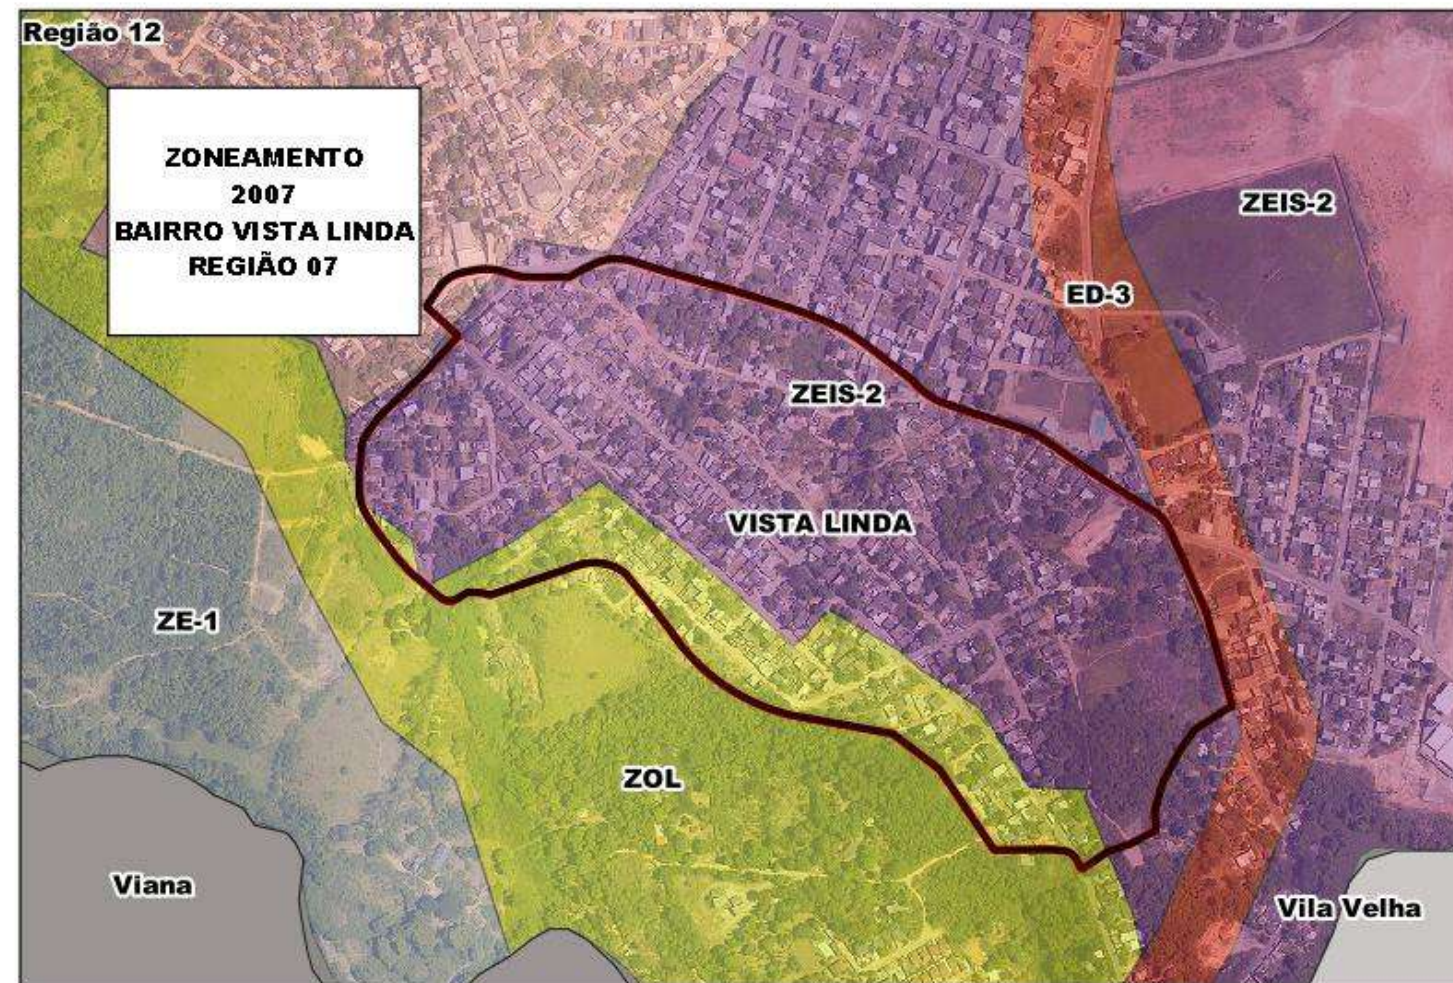 Região 12
ZONEAMENTO
2007
BAIRRO VISTA LINDA
REGIÃO 07
ZEIS-2
ED-3
ZEIS-2
VISTA LINDA
ZE-1
ZOL
Viana
Vila Velha